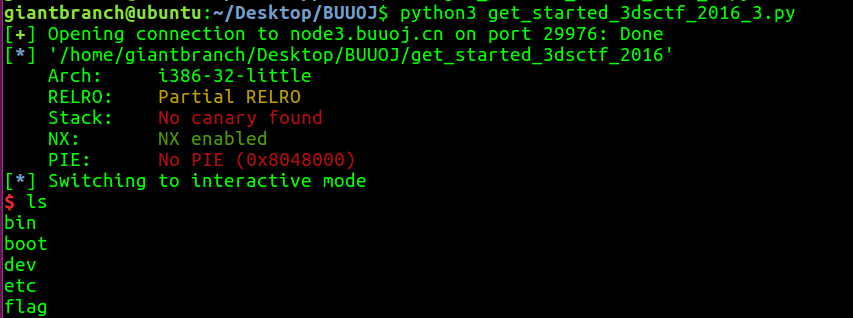 giantbranch@ubuntu:~/Desktop/BUUOJ$ python3 get_started_3dsctf_2016_3.py
[+] Opening connection to node3.buuoj.cn on port 29976: Done
[*] '/home/giantbranch/Desktop/BUUOJ/get_started_3dsctf_2016'
    Arch:     i386-32-little
    RELRO:    Partial RELRO
    Stack:    No canary found
    NX:       NX enabled
    PIE:      No PIE (0x8048000)
[*] Switching to interactive mode
$ ls
bin
boot
dev
etc
flag